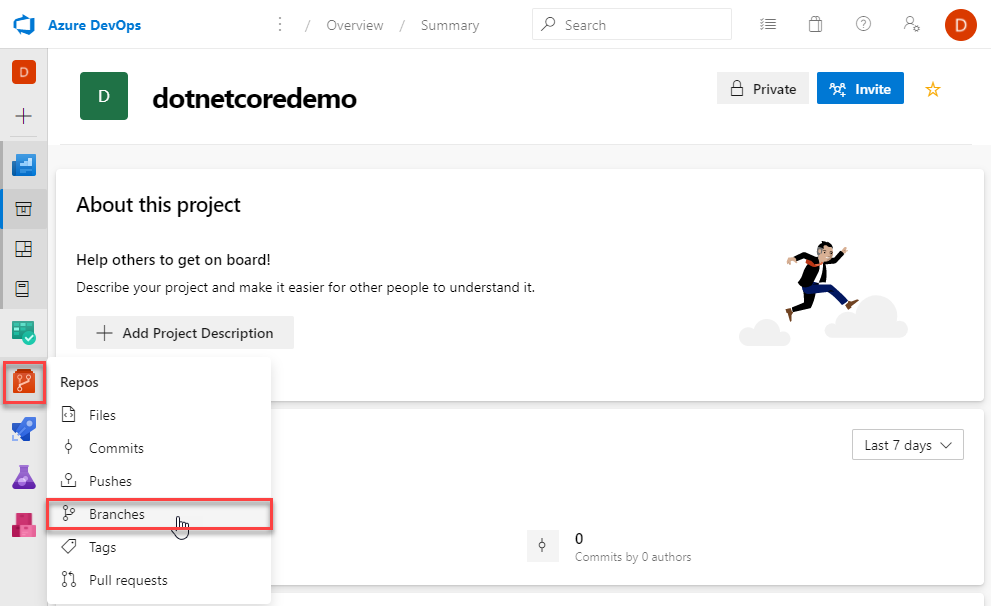 Azure DevOps
/ Overview / Summary
Search
D
D
D
dotnetcoredemo
Private
Invite
About this project
Help others to get on board!
Describe your project and make it easier for other people to understand it.
Add Project Description
Repos
Files
Commits
Pushes
Branches
Tags
Pull requests
Last 7 days
0
Commits by 0 authors